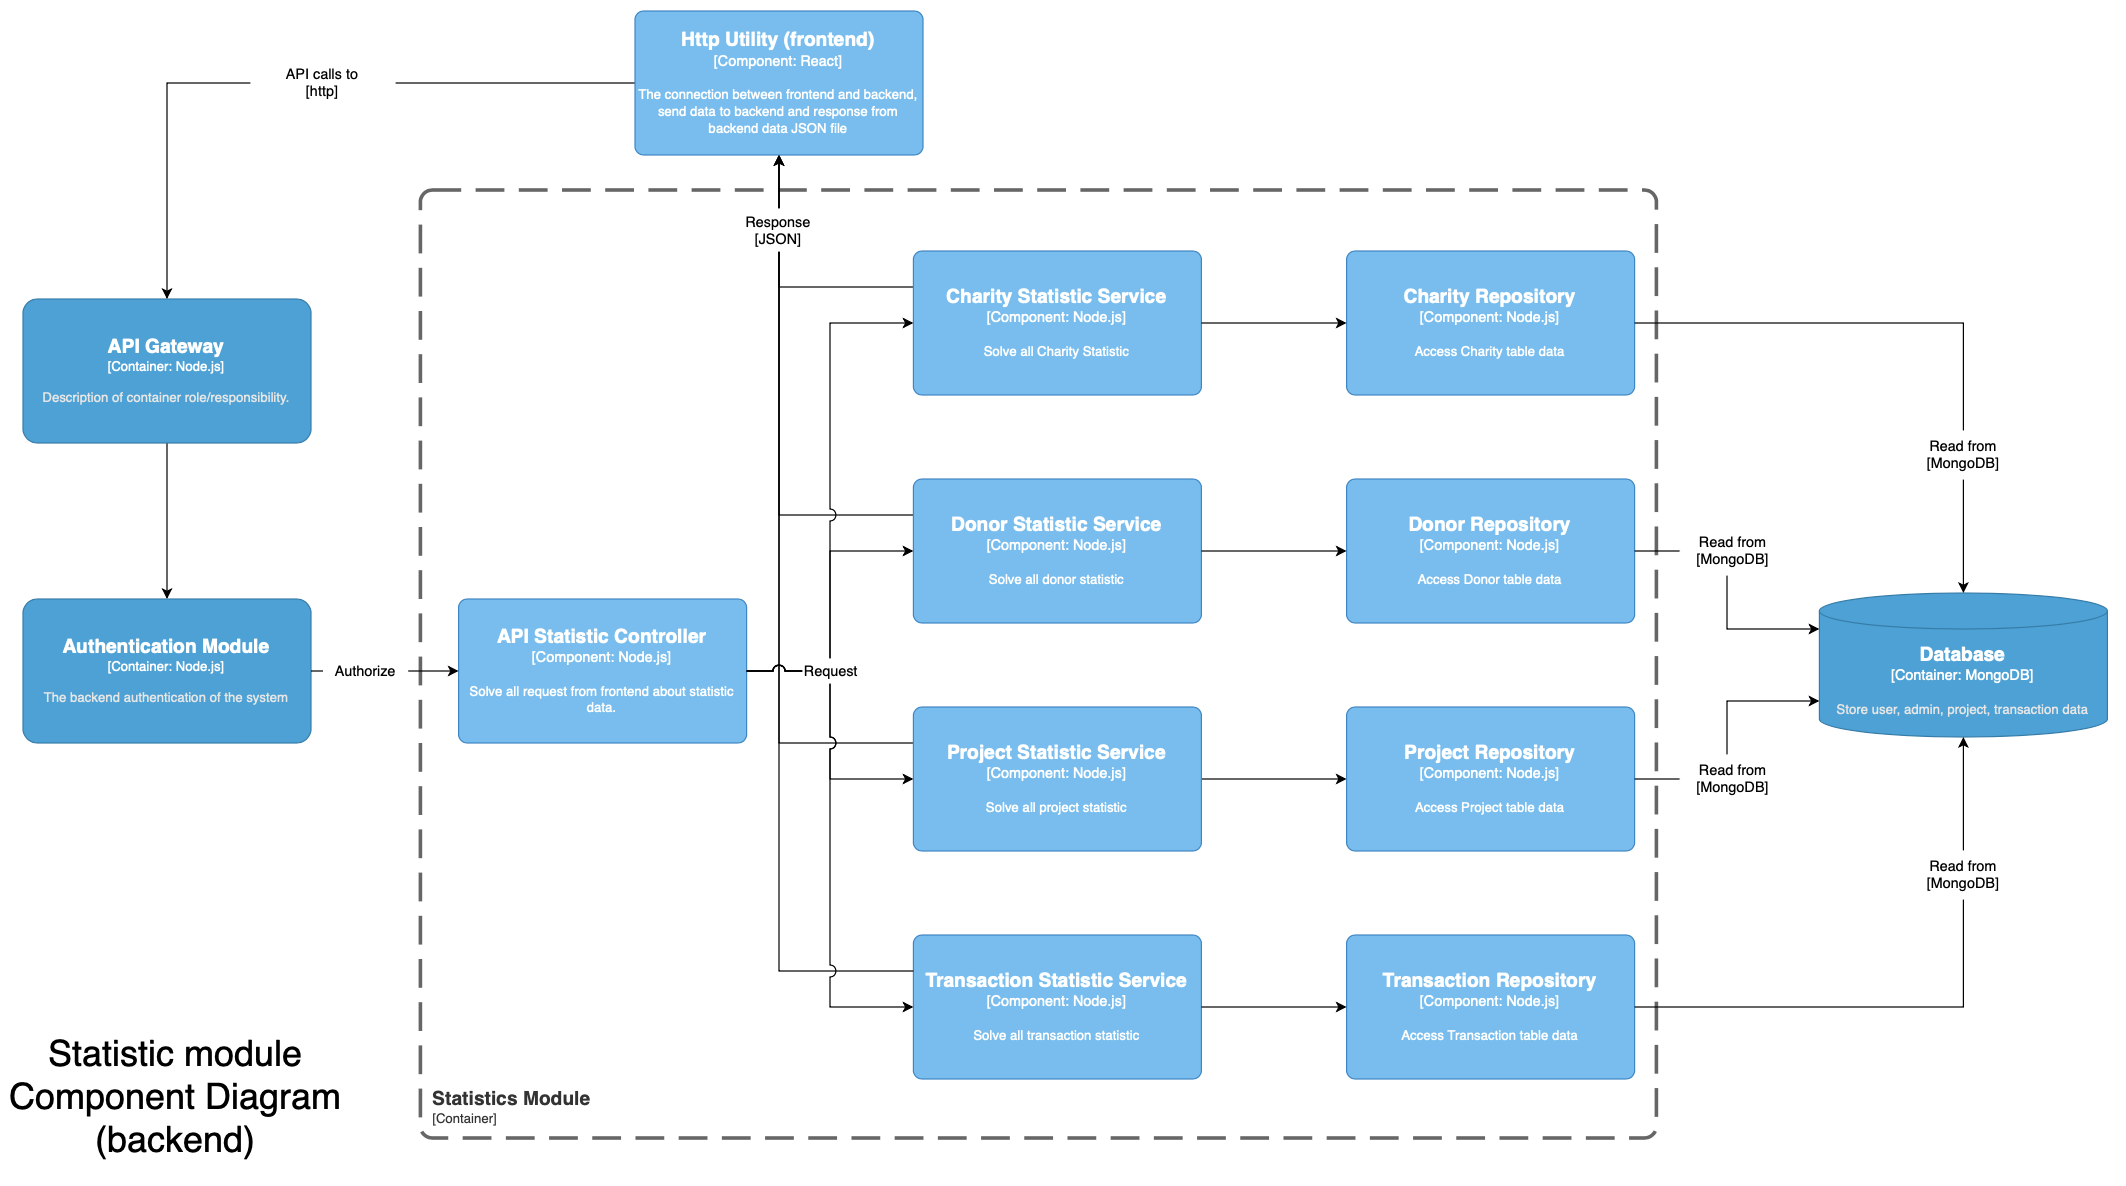 Http Utility (frontend)
[Component: React]
The connection between frontend and backend,
send data to backend and response from
backend data JSON file
API calls to
[http]
Response
[JSON]
API Gateway
[Container: Node.js]
Description of container role/responsibility.
Authentication Module
[Container: Node.js]
The backend authentication of the system
Authorize
API Statistic Controller
[Component: Node.js]
Solve all request from frontend about statistic
data.
Request
Charity Statistic Service
[Component: Node.js]
Solve all Charity Statistic
Charity Repository
[Component: Node.js]
Access Charity table data
Read from
[MongoDB]
Donor Statistic Service
[Component: Node.js]
Solve all donor statistic
Donor Repository
[Component: Node.js]
Access Donor table data
Read from
[MongoDB]
Database
[Container: MongoDB]
Store user, admin, project, transaction data
Project Statistic Service
[Component: Node.js]
Solve all project statistic
Project Repository
[Component: Node.js]
Access Project table data
Read from
[MongoDB]
Read from
[MongoDB]
Transaction Statistic Service
[Component: Node.js]
Solve all transaction statistic
Transaction Repository
[Component: Node.js]
Access Transaction table data
Statistics Module
[Container]
Statistic module
Component Diagram
(backend)